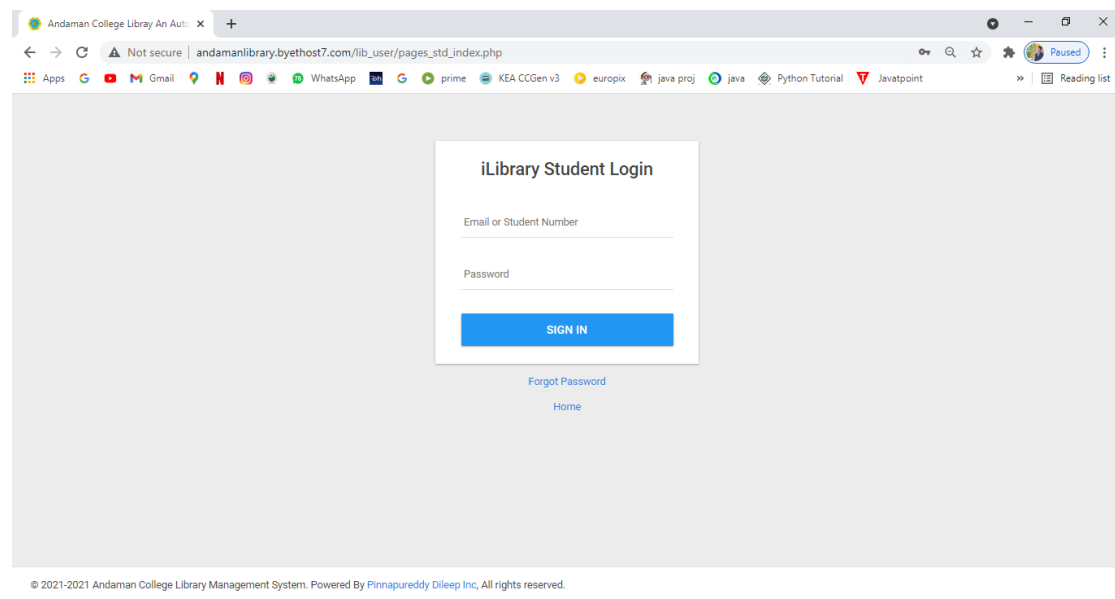 Andaman College Libray An Auto
Not secure | andamanlibrary.byethost7.com/lib_user/pages_std_index.php
Paused
Apps G M Gmail N WhatsApp G prime KEA CCGen v3 europix java proj java Python Tutorial Javatpoint » Reading list
iLibrary Student Login
Email or Student Number
Password
SIGN IN
Forgot Password
Home
© 2021-2021 Andaman College Library Management System. Powered By Pinnapureddy Dileep Inc, All rights reserved.